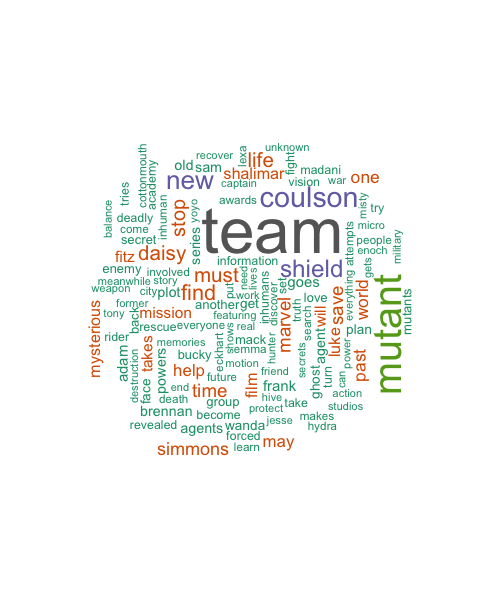 unknown
recover
lexa
life
fight
old
sam
shalimar
madani
cottonmouth
academy
tries
new
captain
vision
war
one
inhuman
yoyo
awards
coulson
misty
try
balance
deadly
come
secret
stop
series
team
micro
people
enoch
military
attempts
fitz
daisy
information
shield
enemy
involved
must
goes
gets
meanwhile
story
weapon
city
plot
find
put
need
lives
work
inhumans
set
love
save
everything
world
mutant
mutants
mysterious
former
tony
back
mission
another
get
featuring
discover
marvel
truth
search
will
agent
luke
plan
rescue
everyone
real
rider
takes
memories
shows
mack
jemma
hunter
secrets
power
past
adam
destruction
face
powers
bucky
help
eckhart
motion
friend
ghost
turn
can
action
end
death
time
future
film
frank
hive
take
studios
brennan
group
become
protect
jesse
makes
revealed
agents
wanda
forced
hydra
simmons
learn
may